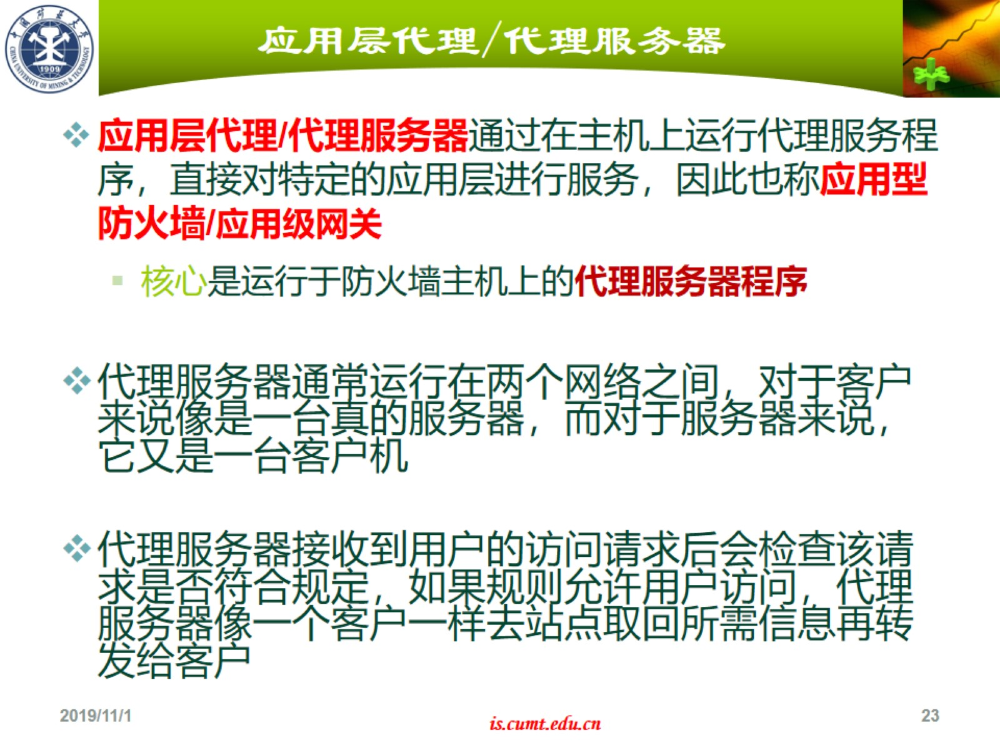 中国矿业大学
CHINA UNIVERSITY OF MINING & TECHNOLOGY
1909
应用层代理/代理服务器
应用层代理/代理服务器通过在主机上运行代理服务程
序，直接对特定的应用层进行服务，因此也称应用型
防火墙/应用级网关
核心是运行于防火墙主机上的代理服务器程序
代理服务器通常运行在两个网络之间，对于客户
来说像是一台真的服务器，而对于服务器来说，
它又是一台客户机
代理服务器接收到用户的访问请求后会检查该请
求是否符合规定，如果规则允许用户访问，代理
服务器像一个客户一样去站点取回所需信息再转
发给客户
2019/11/1
is.cumt.edu.cn
23